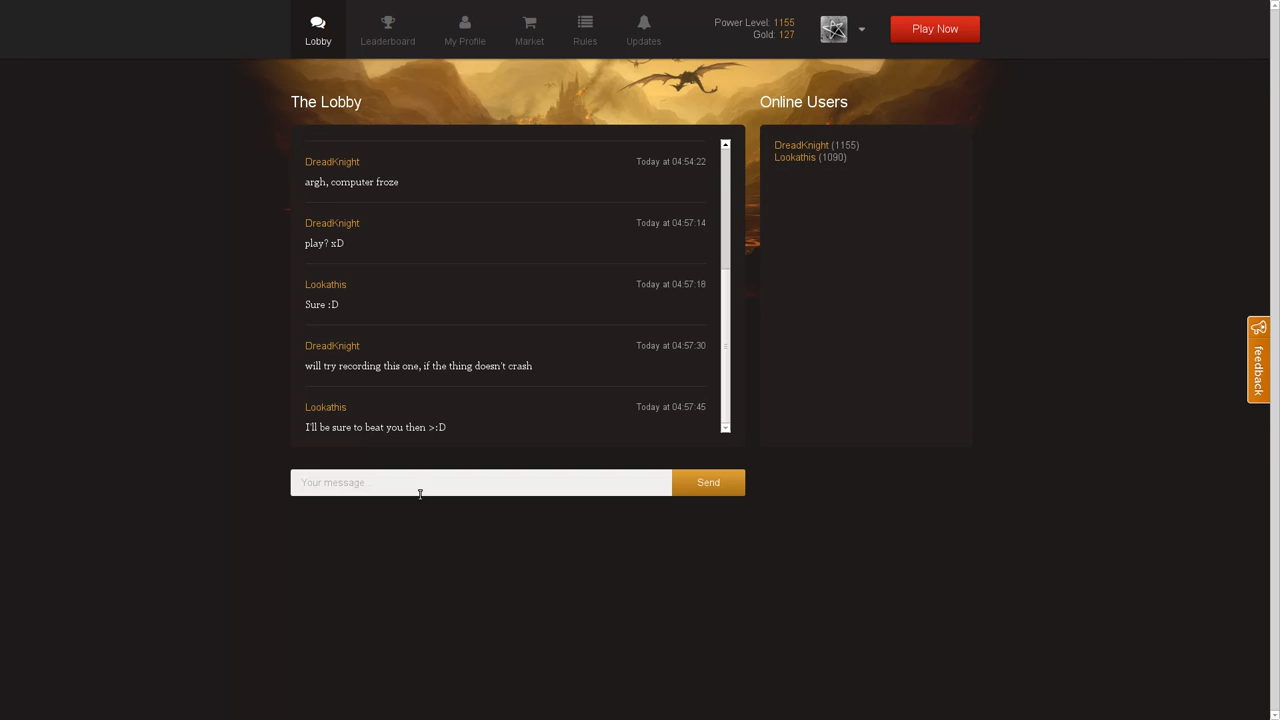 Lobby
Leaderboard
My Profile
Market
Rules
Updates
Power Level: 1155
Gold: 127
Play Now
The Lobby
Online Users
DreadKnight Today at 04:54:22
argh, computer froze
DreadKnight Today at 04:57:14
play? xD
Lookathis Today at 04:57:18
Sure :D
DreadKnight Today at 04:57:30
will try recording this one, if the thing doesn't crash
Lookathis Today at 04:57:45
I'll be sure to beat you then >:D
DreadKnight (1155)
Lookathis (1090)
Your message...
Send
feedback